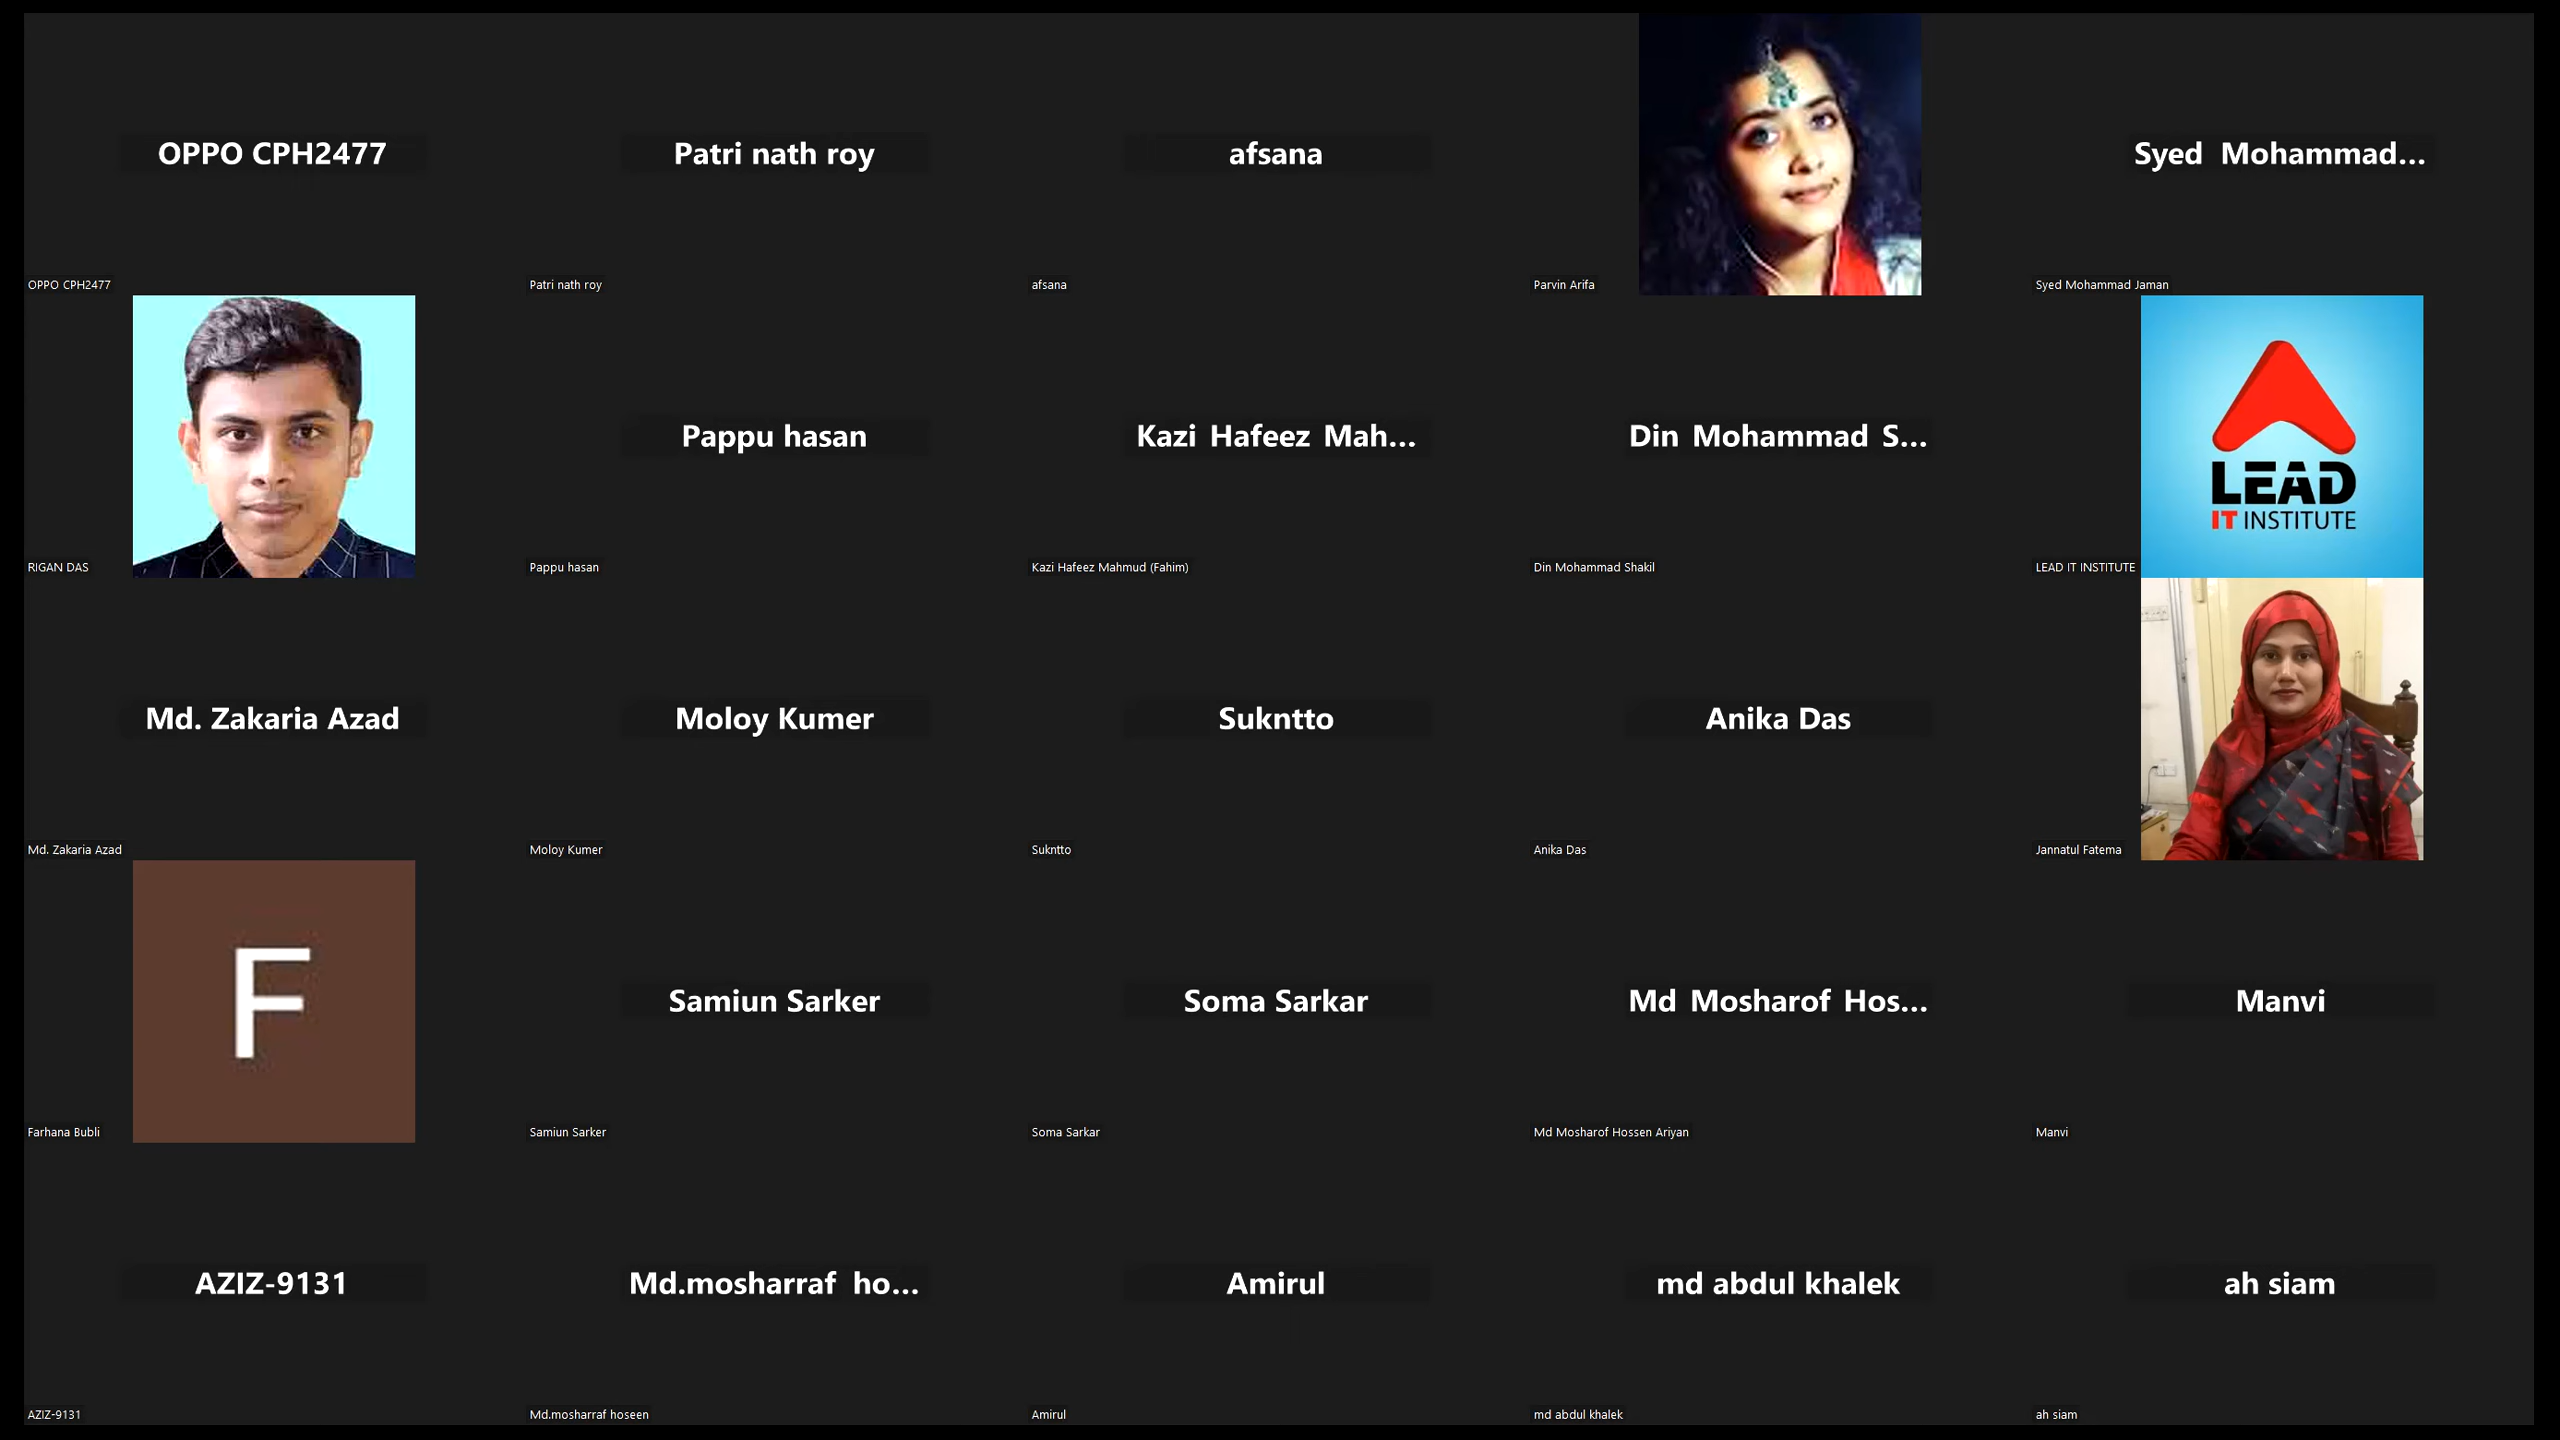 OPPO CPH2477
Patri nath roy
afsana
Syed Mohammad...
OPPO CPH2477
Patri nath roy
afsana
Parvin Arifa
Syed Mohammad Jaman
Pappu hasan
Kazi Hafeez Mah...
Din Mohammad S...
LEAD
IT INSTITUTE
RIGAN DAS
Pappu hasan
Kazi Hafeez Mahmud (Fahim)
Din Mohammad Shakil
LEAD IT INSTITUTE
Md. Zakaria Azad
Moloy Kumer
Sukntto
Anika Das
Md. Zakaria Azad
Moloy Kumer
Sukntto
Anika Das
Jannatul Fatema
F
Samiun Sarker
Soma Sarkar
Md Mosharof Hos...
Manvi
Farhana Bubli
Samiun Sarker
Soma Sarkar
Md Mosharof Hossen Ariyan
Manvi
AZIZ-9131
Md.mosharraf ho...
Amirul
md abdul khalek
ah siam
AZIZ-9131
Md.mosharraf hoseen
Amirul
md abdul khalek
ah siam